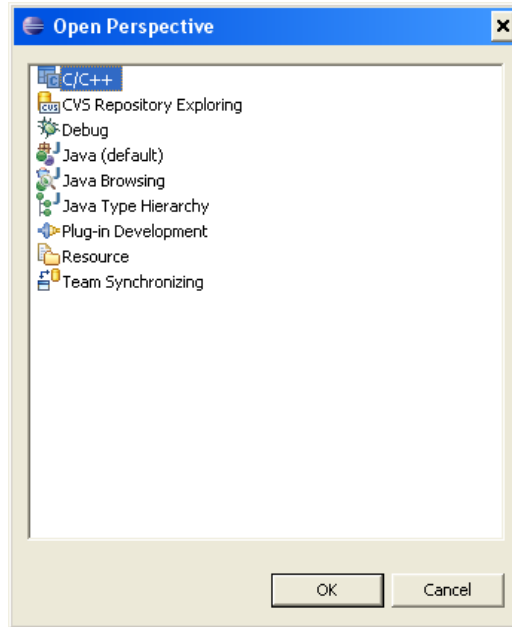 Open Perspective
C/C++
CVS Repository Exploring
Debug
Java (default)
Java Browsing
Java Type Hierarchy
Plug-in Development
Resource
Team Synchronizing
OK Cancel